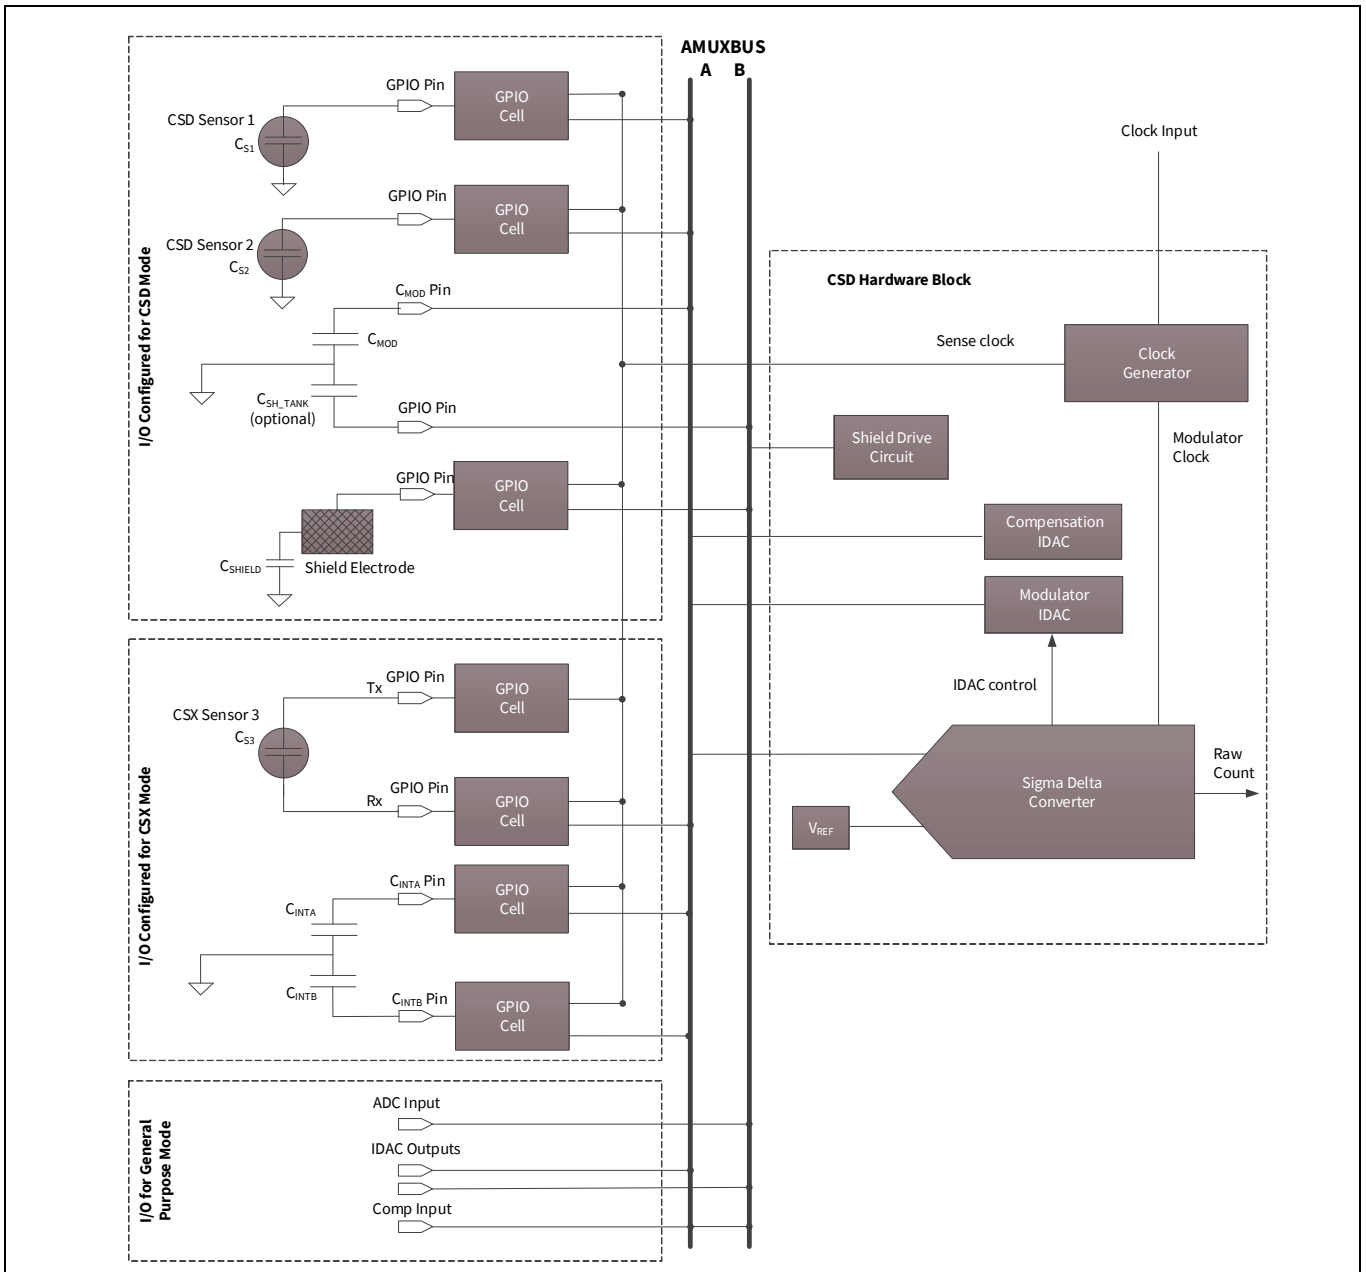 AMUXBUS
A B
GPIO Pin
GPIO
Cell
CSD Sensor 1
CS1
Clock Input
GPIO Pin
GPIO
Cell
CSD Sensor 2
CS2
I/O Configured for CSD Mode
CMOD Pin
CMOD
CSH_TANK
(optional)
GPIO Pin
GPIO Pin
GPIO
Cell
CSHIELD
Shield Electrode
CSD Hardware Block
Sense clock
Clock
Generator
Shield Drive
Circuit
Modulator
Clock
Compensation
IDAC
Modulator
IDAC
IDAC control
Sigma Delta
Converter
Raw
Count
VREF
I/O Configured for CSX Mode
GPIO Pin
Tx
GPIO
Cell
CSX Sensor 3
CS3
GPIO Pin
Rx
GPIO
Cell
CINTA Pin
GPIO
Cell
CINTA
CINTB
CINTB Pin
GPIO
Cell
I/O for General
Purpose Mode
ADC Input
IDAC Outputs
Comp Input